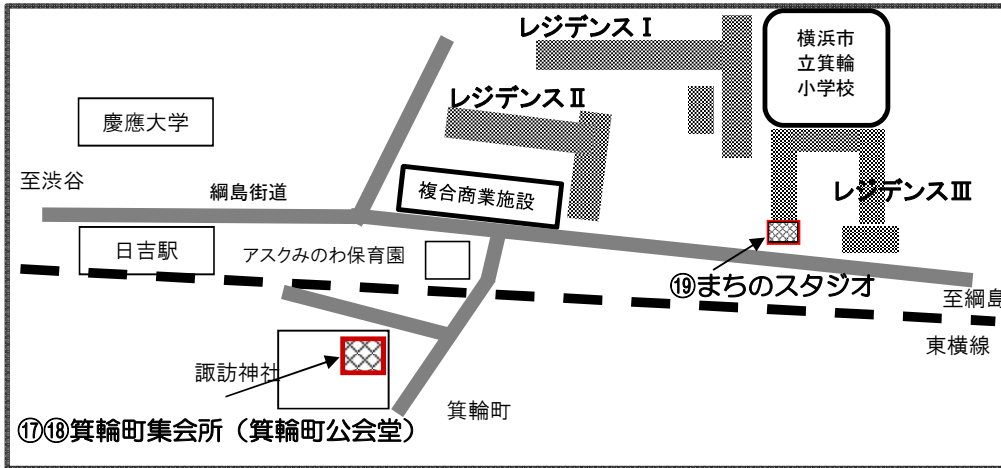 レジデンスⅠ
横浜市
立箕輪
小学校
レジデンスⅡ
慶應大学
至渋谷
綱島街道
複合商業施設
レジデンスⅢ
日吉駅
アスクみのわ保育園
⑲まちのスタジオ
至綱島
東横線
諏訪神社
箕輪町
⑰⑱箕輪町集会所（箕輪町公会堂）